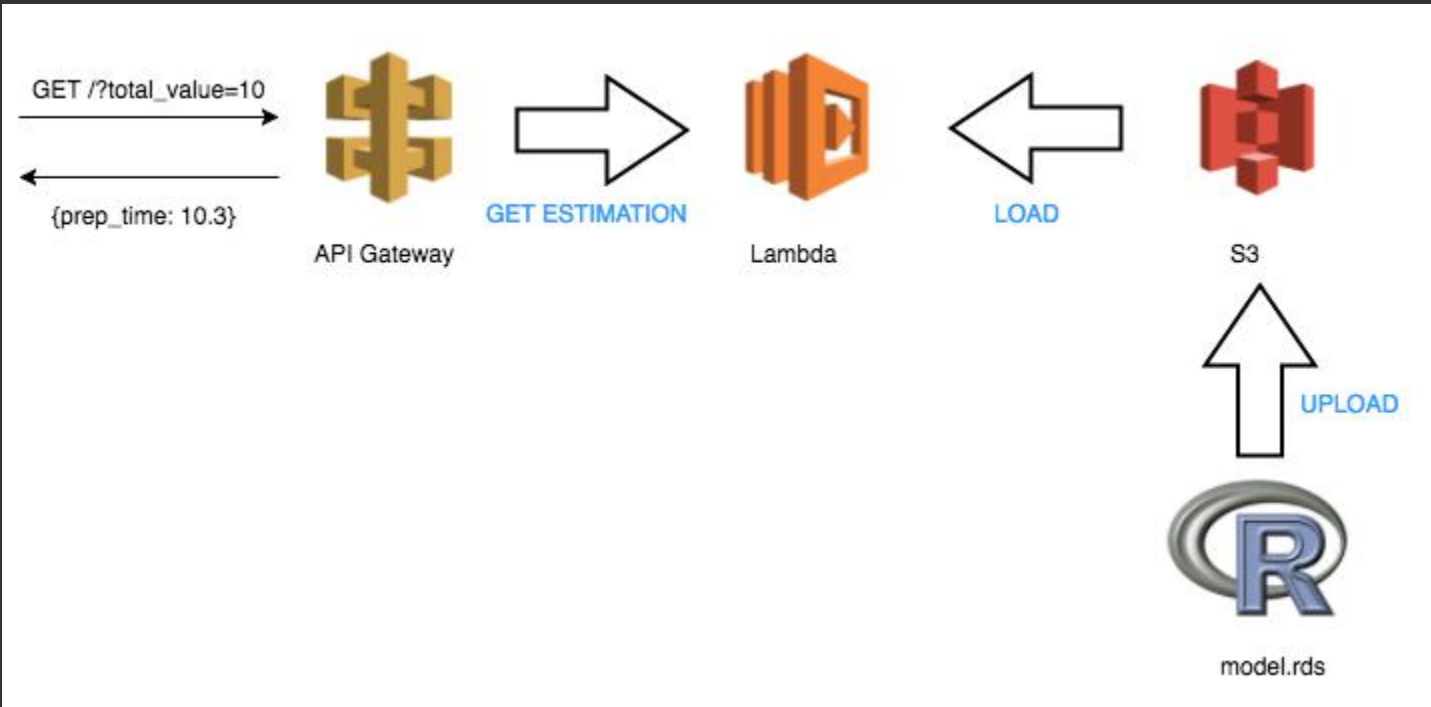 GET /?total_value=10
{prep_time: 10.3}
API Gateway
GET ESTIMATION
Lambda
LOAD
S3
UPLOAD
R
model.rds